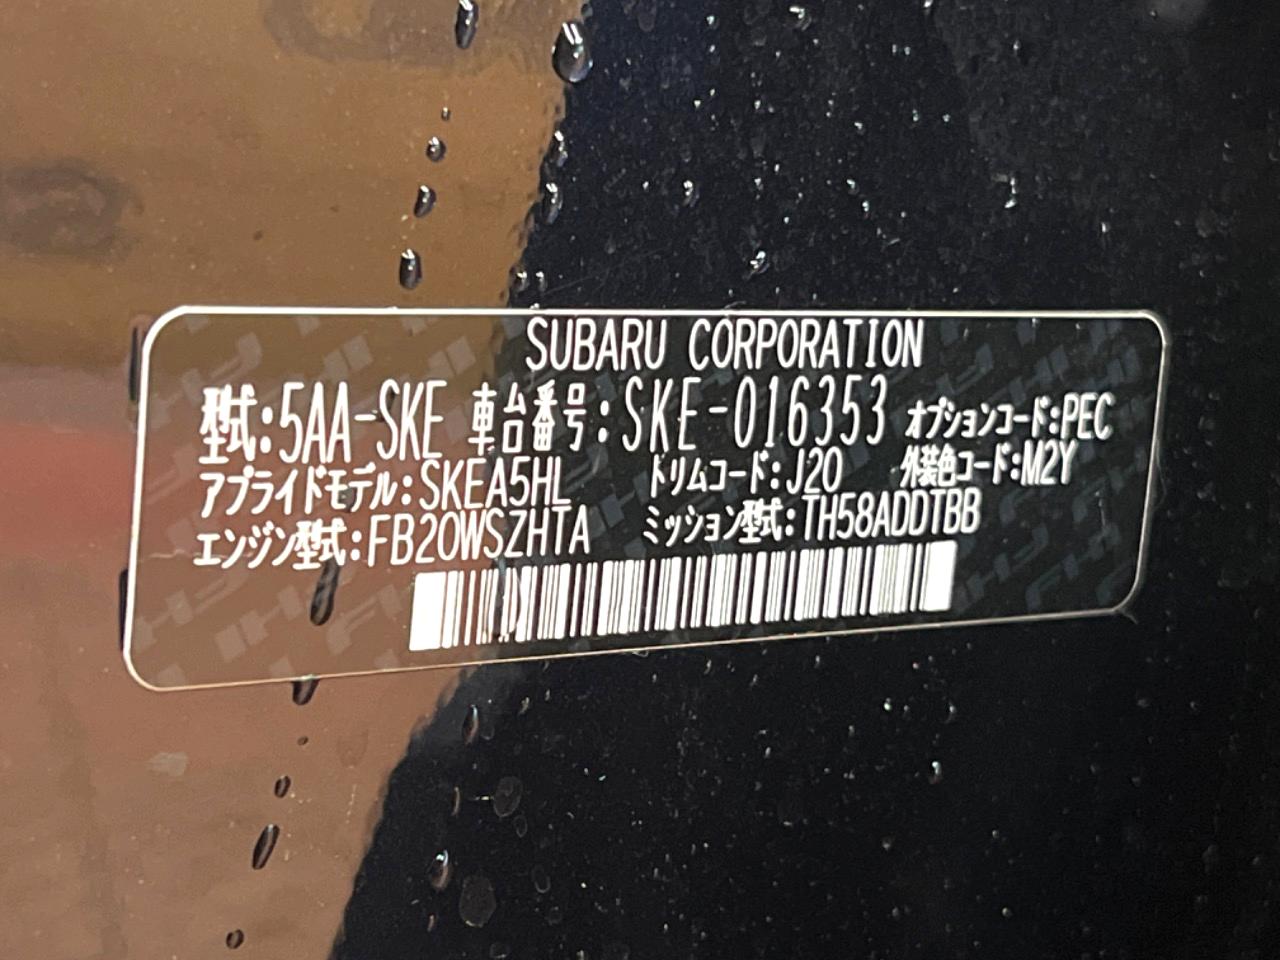 SUBARU CORPORATION
型式:5AA-SKE 車台番号:SKE-016353 オプションコード:PEC
アプライドモデル:SKEA5HL トリムコード:J20 外装色コード:M2Y
エンジン型式:FB20WSZHTA ミッション型式:TH58ADDTBB